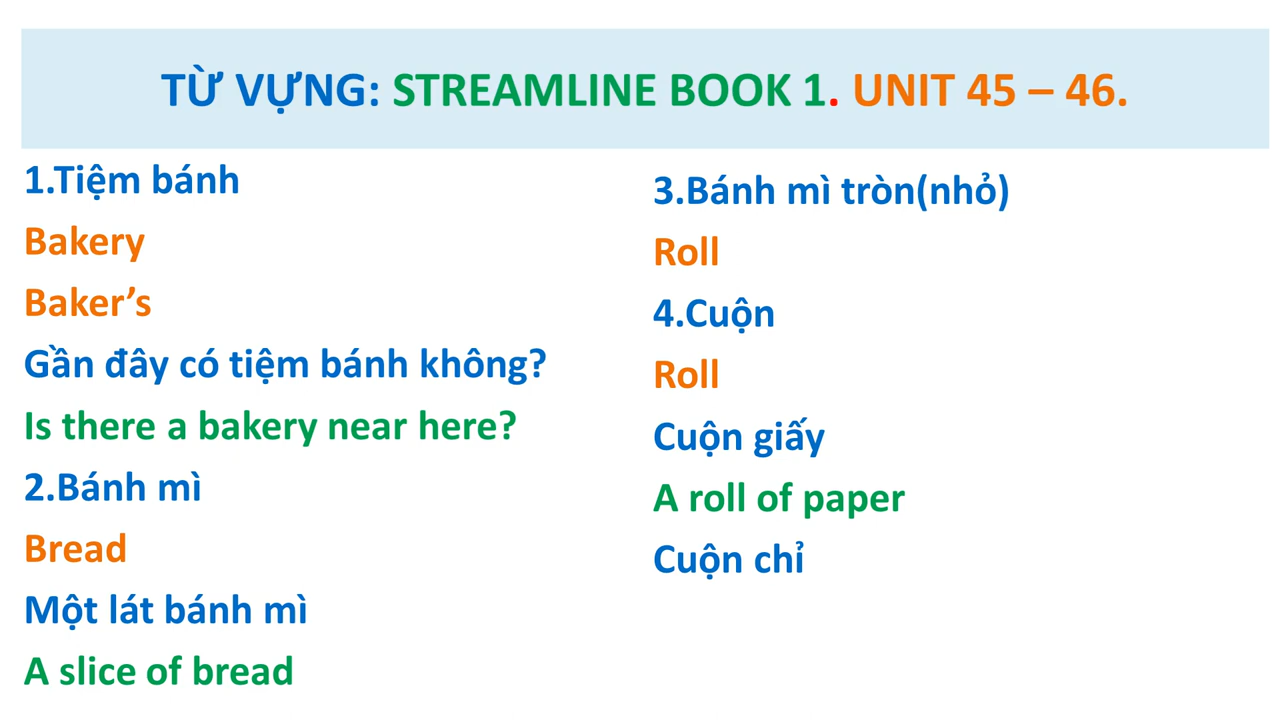 TỪ VỰNG: STREAMLINE BOOK 1. UNIT 45 – 46.
1.Tiệm bánh
Bakery
Baker’s
Gần đây có tiệm bánh không?
Is there a bakery near here?
2.Bánh mì
Bread
Một lát bánh mì
A slice of bread
3.Bánh mì tròn(nhỏ)
Roll
4.Cuộn
Roll
Cuộn giấy
A roll of paper
Cuộn chỉ